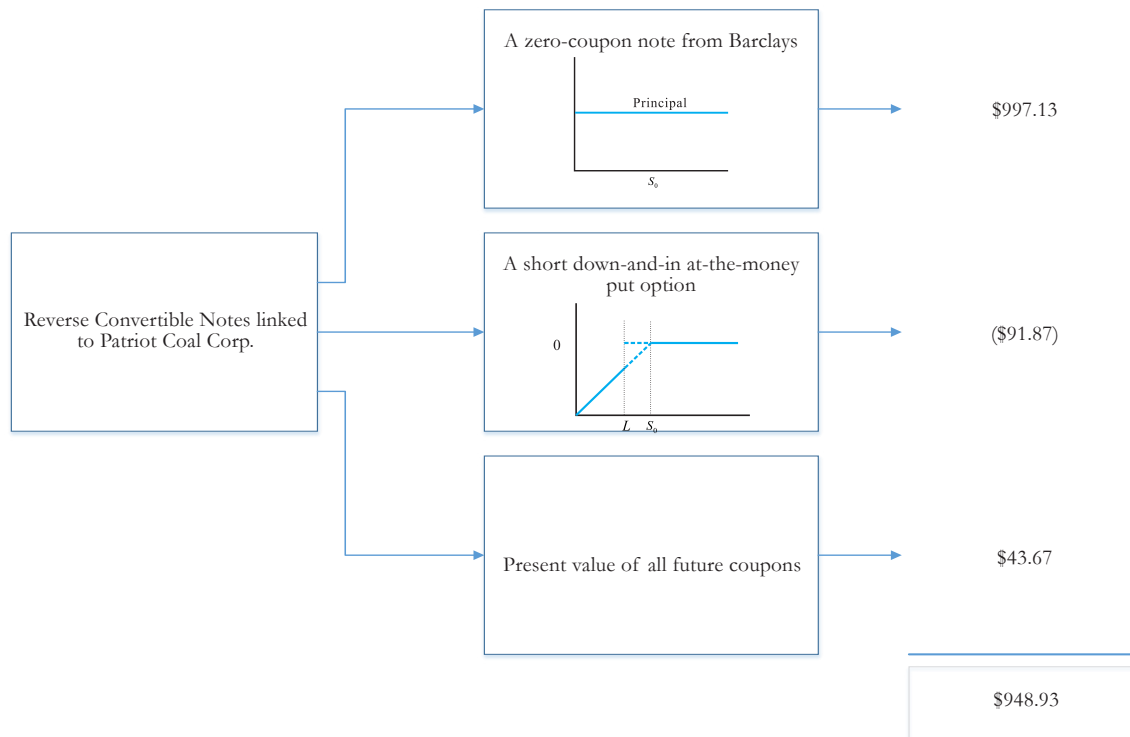 A zero-coupon note from Barclays
Principal
S₀
$997.13
Reverse Convertible Notes linked
to Patriot Coal Corp.
A short down-and-in at-the-money
put option
0
L S₀
($91.87)
Present value of all future coupons
$43.67
$948.93